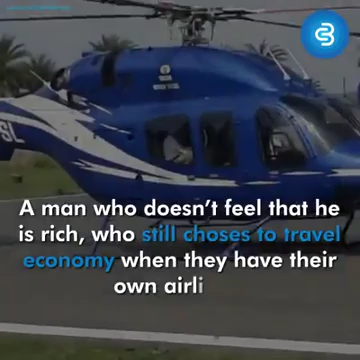 A man who doesn't feel that he
is rich, who still choses to travel
economy when they have their
own airli